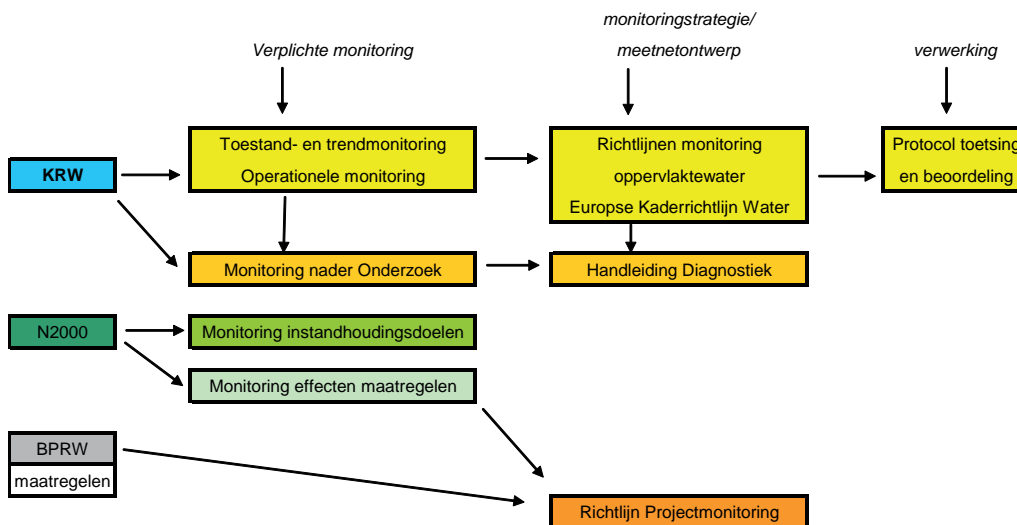 monitoringstrategie/
Verplichte monitoring
meetnetontwerp
verwerking
Toestand- en trendmonitoring
Operationele monitoring
Richtlijnen monitoring
oppervlaktewater
Europse Kaderrichtlijn Water
Protocol toetsing
en beoordeling
KRW
Monitoring nader Onderzoek
Handleiding Diagnostiek
N2000
Monitoring instandhoudingsdoelen
Monitoring effecten maatregelen
BPRW
maatregelen
Richtlijn Projectmonitoring